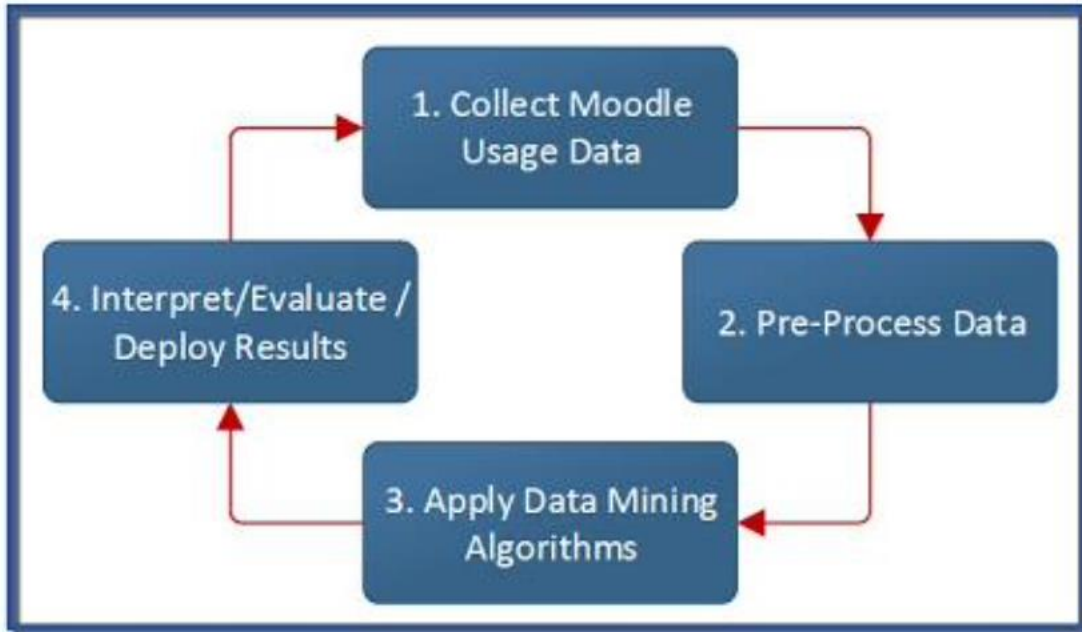 1. Collect Moodle
Usage Data
2. Pre-Process Data
3. Apply Data Mining
Algorithms
4. Interpret/Evaluate /
Deploy Results